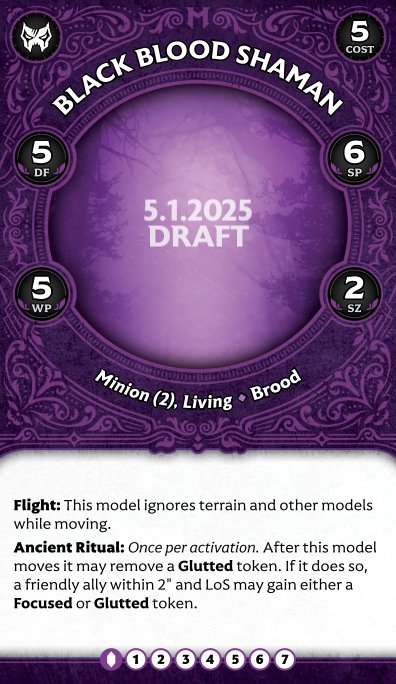 5
COST
BLACK BLOOD SHAMAN
5
DF
6
SP
5.1.2025
DRAFT
5
WP
2
SZ
Minion (2), Living ◆ Brood
Flight: This model ignores terrain and other models
while moving.
Ancient Ritual: Once per activation. After this model
moves it may remove a Glutted token. If it does so,
a friendly ally within 2" and LoS may gain either a
Focused or Glutted token.
1 2 3 4 5 6 7